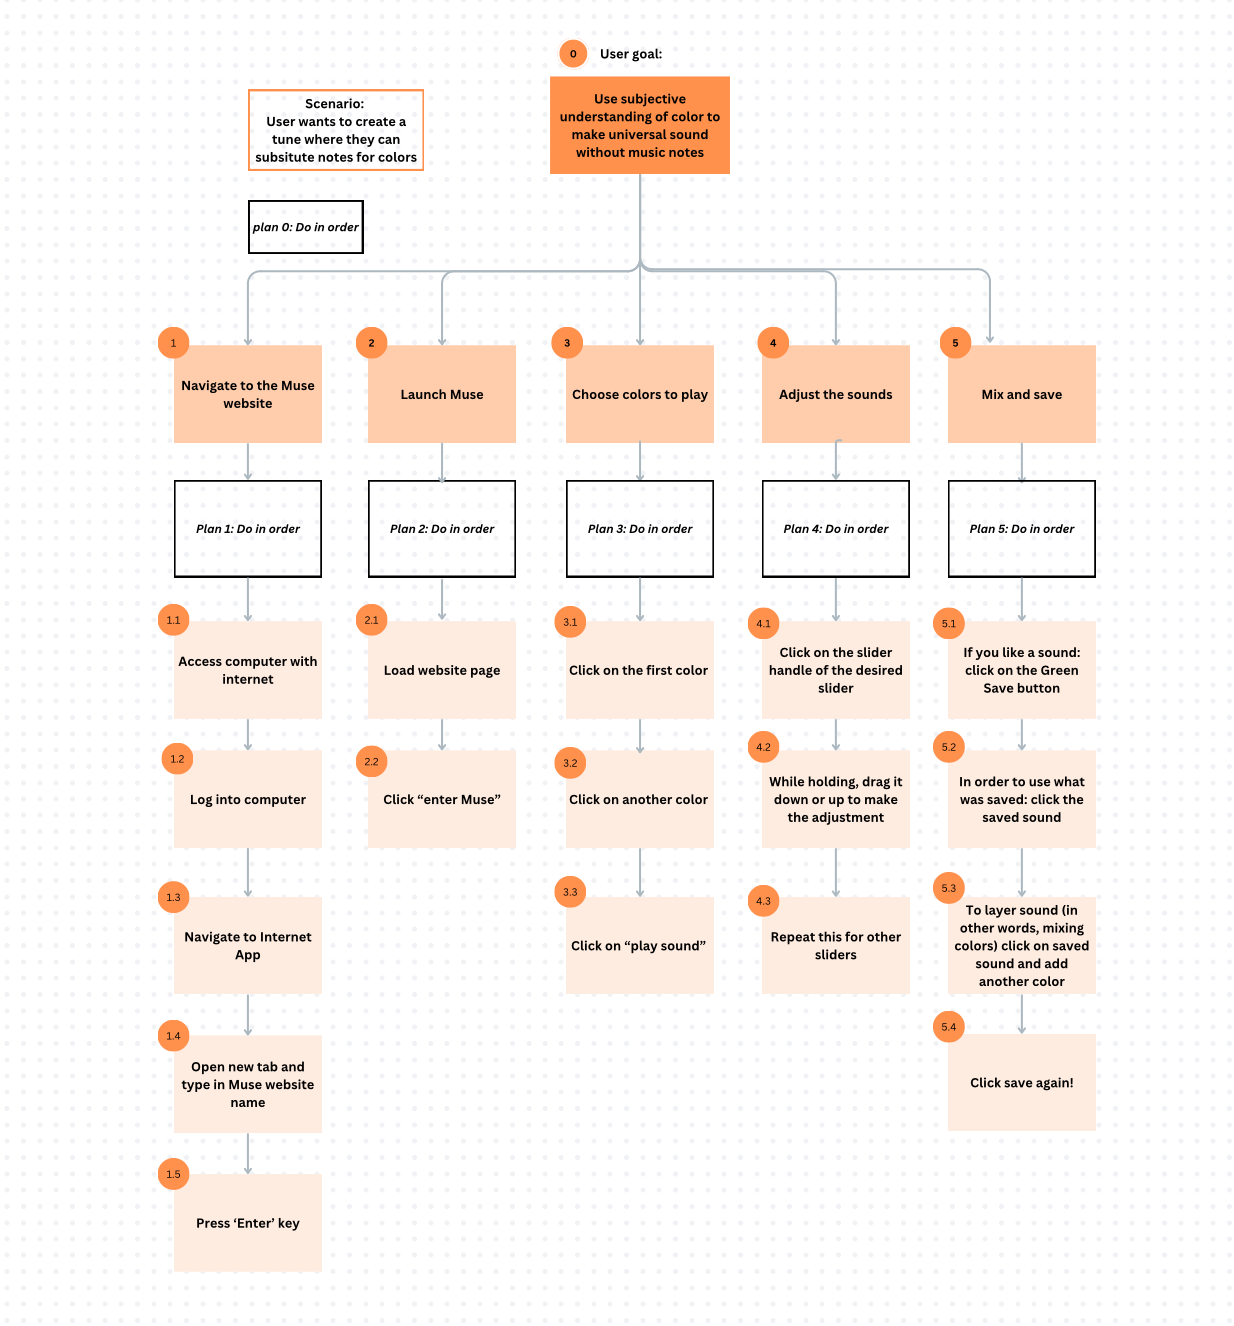 0
User goal:
Use subjective
understanding of color to
make universal sound
without music notes
Scenario:
User wants to create a
tune where they can
subsitute notes for colors
plan 0: Do in order
1
Navigate to the Muse
website
2
Launch Muse
3
Choose colors to play
4
Adjust the sounds
5
Mix and save
Plan 1: Do in order
Plan 2: Do in order
Plan 3: Do in order
Plan 4: Do in order
Plan 5: Do in order
1.1
Access computer with
internet
1.2
Log into computer
1.3
Navigate to Internet
App
1.4
Open new tab and
type in Muse website
name
1.5
Press ‘Enter’ key
2.1
Load website page
2.2
Click “enter Muse”
3.1
Click on the first color
3.2
Click on another color
3.3
Click on “play sound”
4.1
Click on the slider
handle of the desired
slider
4.2
While holding, drag it
down or up to make
the adjustment
4.3
Repeat this for other
sliders
5.1
If you like a sound:
click on the Green
Save button
5.2
In order to use what
was saved: click the
saved sound
5.3
To layer sound (in
other words, mixing
colors) click on saved
sound and add
another color
5.4
Click save again!